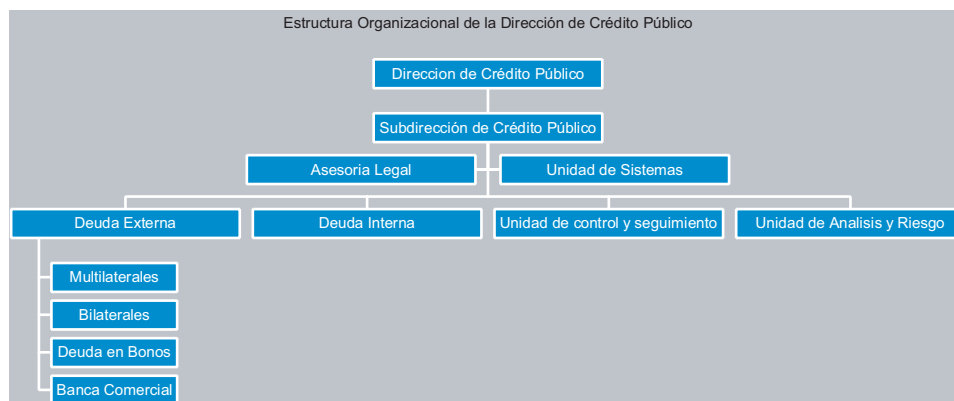 Estructura Organizacional de la Dirección de Crédito Público
Direccion de Crédito Público
Subdirección de Crédito Público
Asesoria Legal
Unidad de Sistemas
Deuda Externa
Deuda Interna
Unidad de control y seguimiento
Unidad de Analisis y Riesgo
Multilaterales
Bilaterales
Deuda en Bonos
Banca Comercial